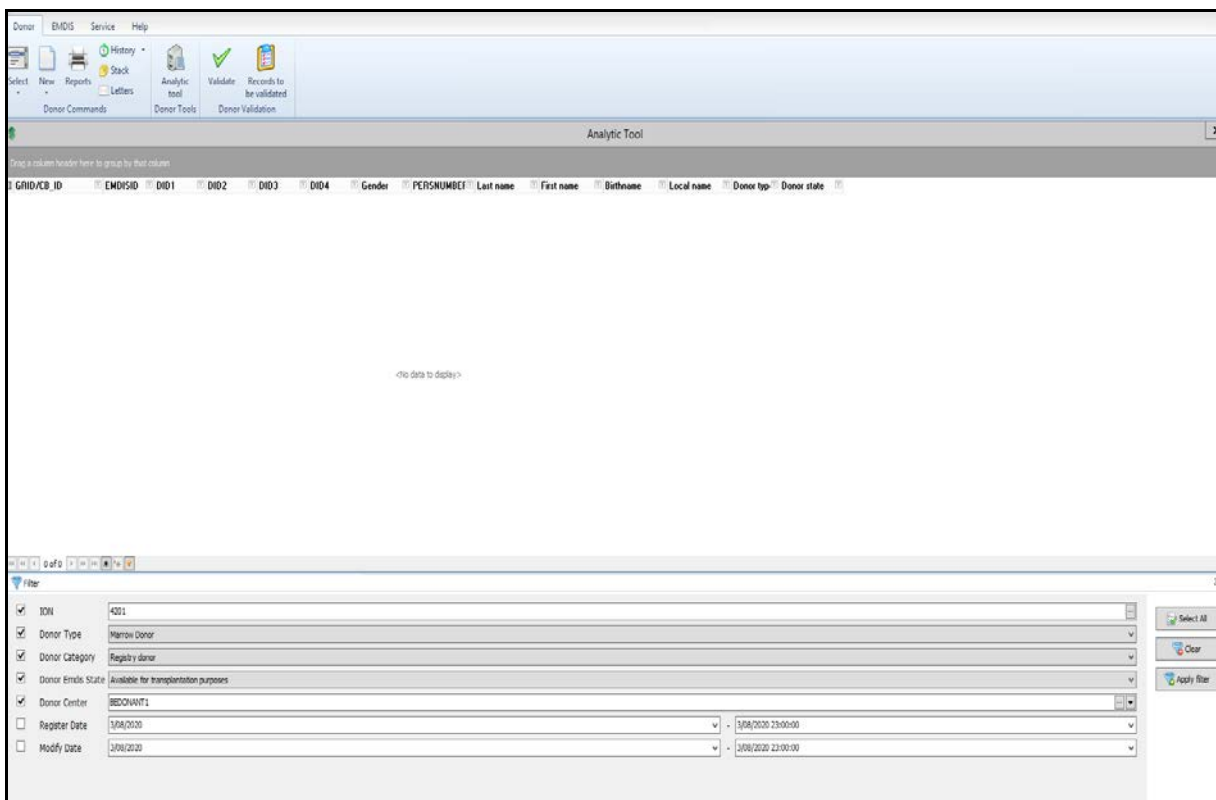 Donor EMDIS Service Help
Select New Reports History Stack Letters Analytic tool Validate Records to be validated
Donor Commands Donor Tools Donor Validation
Analytic Tool
Drag a column header here to group by that column
GRID/CB_ID EMDISID DID1 DID2 DID3 DID4 Gender PERSNUMBER Last name First name Birthname Local name Donor typ Donor state
<No data to display>
0 of 0
Filter
ION 4201
Select All
Donor Type Marrow Donor
Donor Category Registry donor
Clear
Donor Emdis State Available for transplantation purposes
Apply filter
Donor Center BEDONANT1
Register Date 3/08/2020 - 3/08/2020 23:00:00
Modify Date 3/08/2020 - 3/08/2020 23:00:00